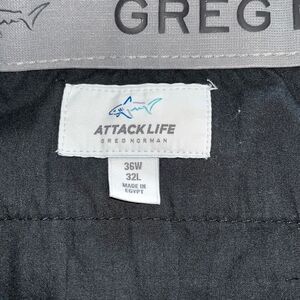 GREG
ATTACK LIFE
GREG NORMAN
36W
32L
MADE IN
EGYPT